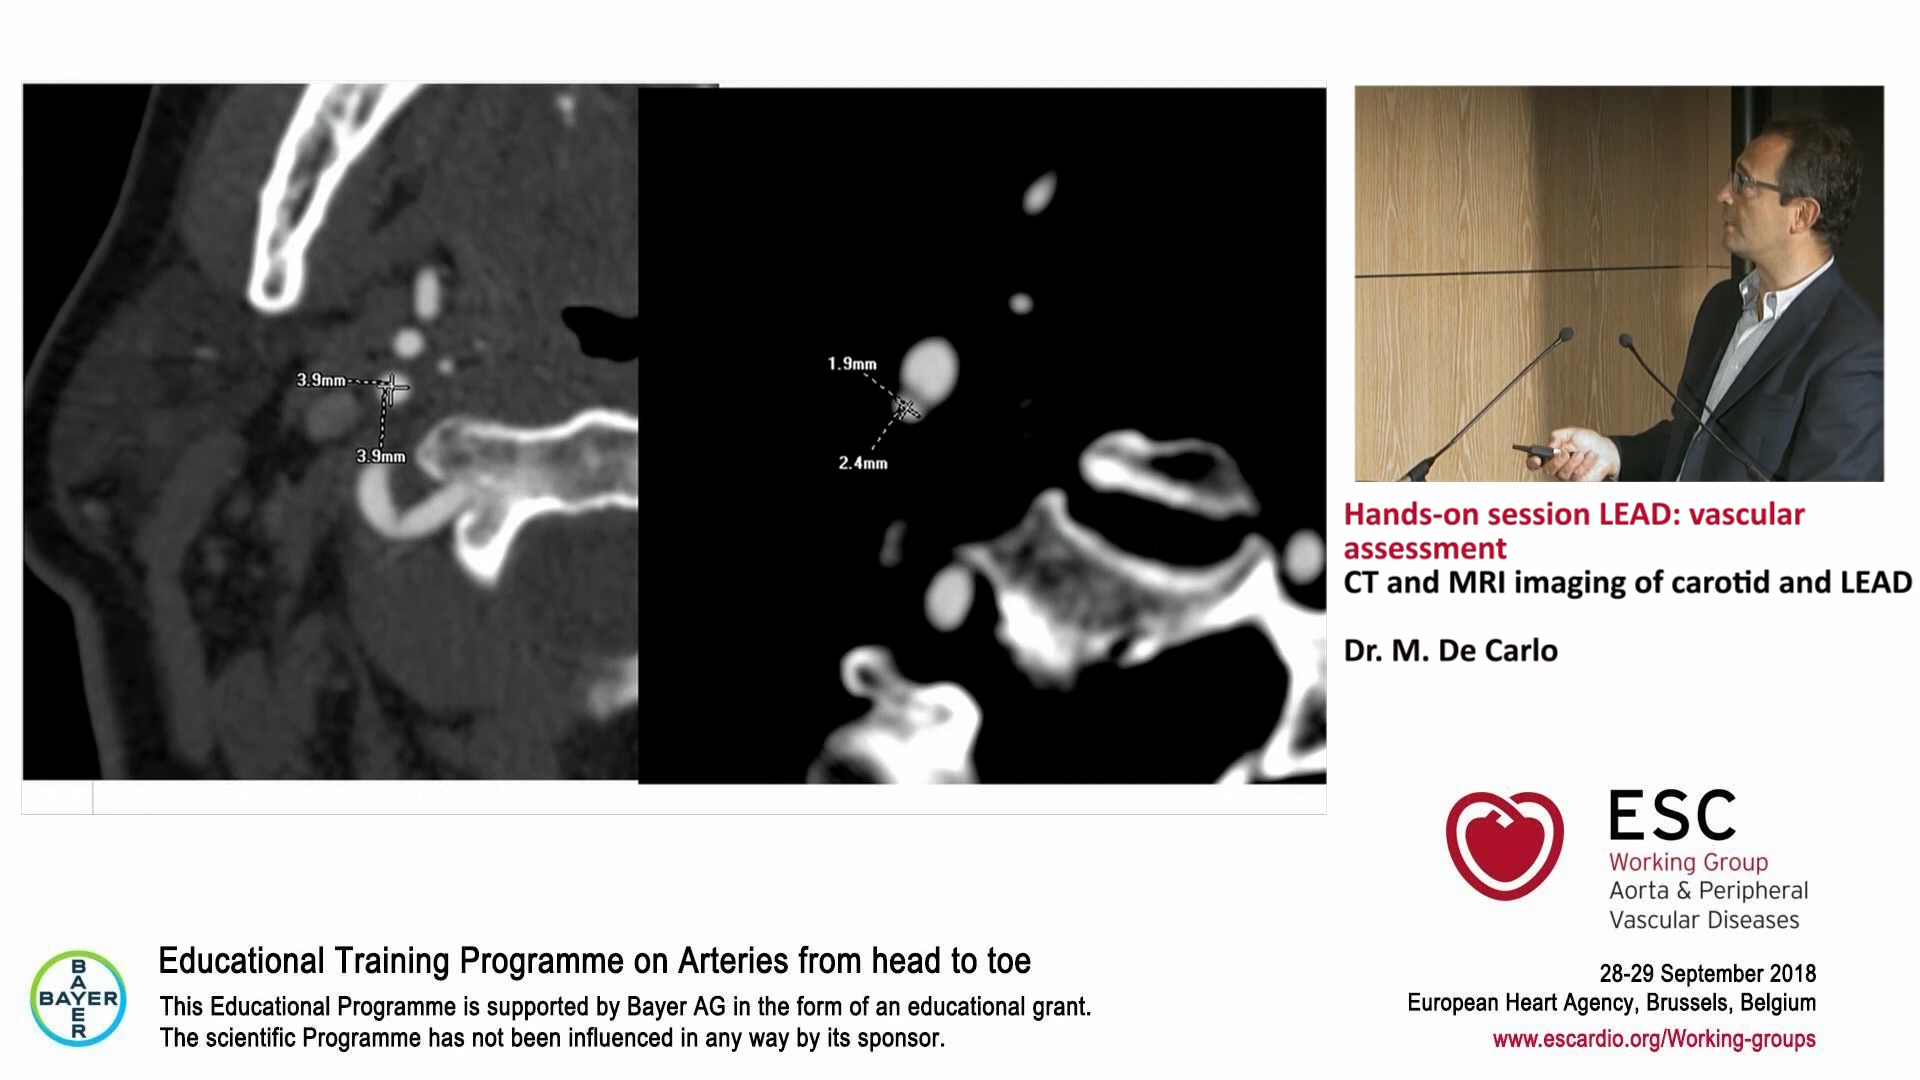 3.9mm
3.9mm
1.9mm
2.4mm
Hands-on session LEAD: vascular
assessment
CT and MRI imaging of carotid and LEAD
Dr. M. De Carlo
ESC
Working Group
Aorta & Peripheral
Vascular Diseases
BAYER
BAYER
Educational Training Programme on Arteries from head to toe
This Educational Programme is supported by Bayer AG in the form of an educational grant.
The scientific Programme has not been influenced in any way by its sponsor.
28-29 September 2018
European Heart Agency, Brussels, Belgium
www.escardio.org/Working-groups